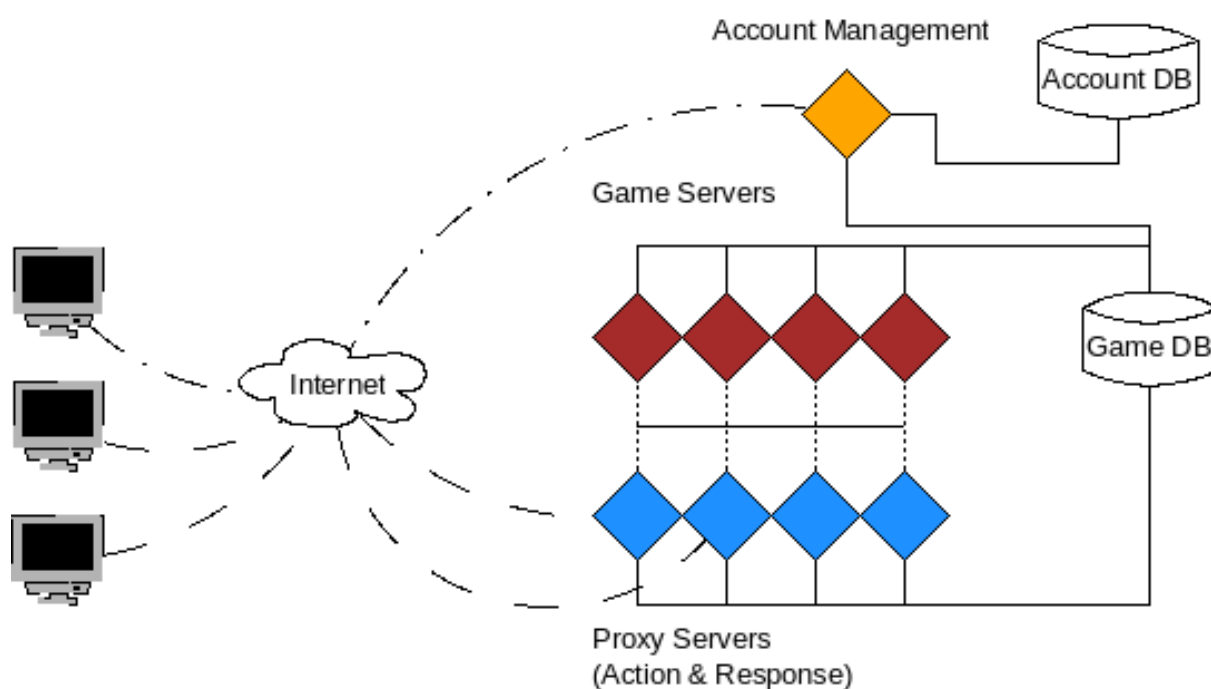 Account Management
Account DB
Game Servers
Internet
Game DB
Proxy Servers
(Action & Response)